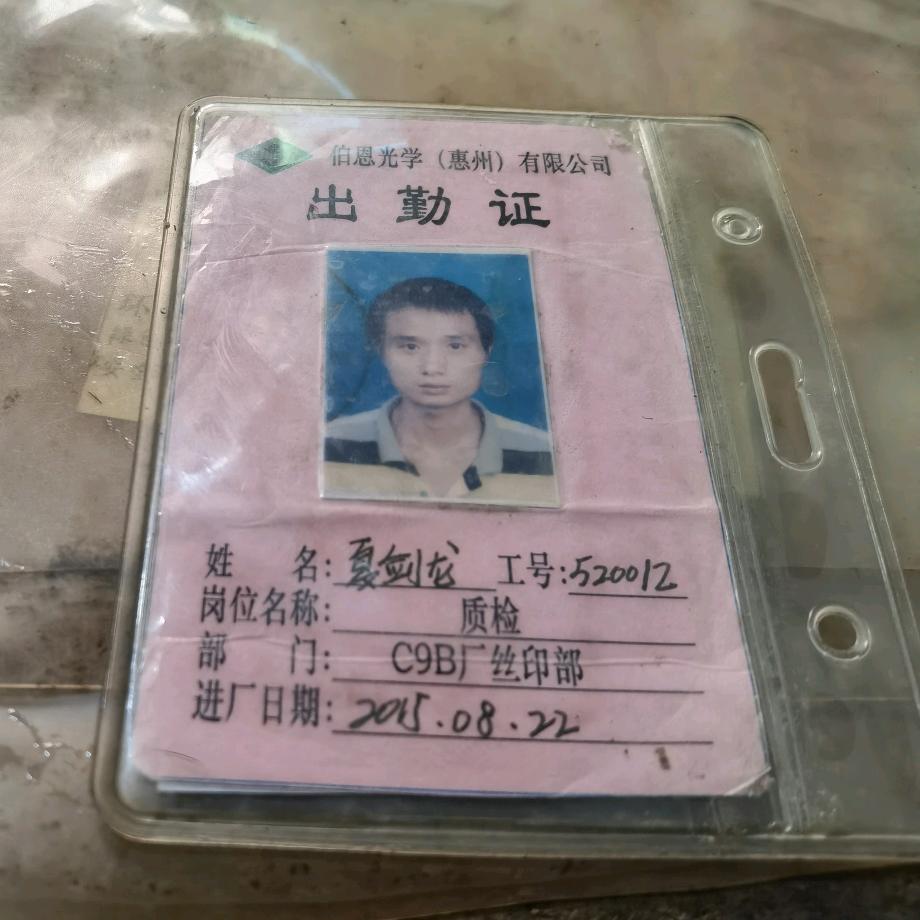 伯恩光学（惠州）有限公司
出勤证
姓名：夏剑龙 工号：520012
岗位名称：质检
部门：C9B厂丝印部
进厂日期：2015.08.22